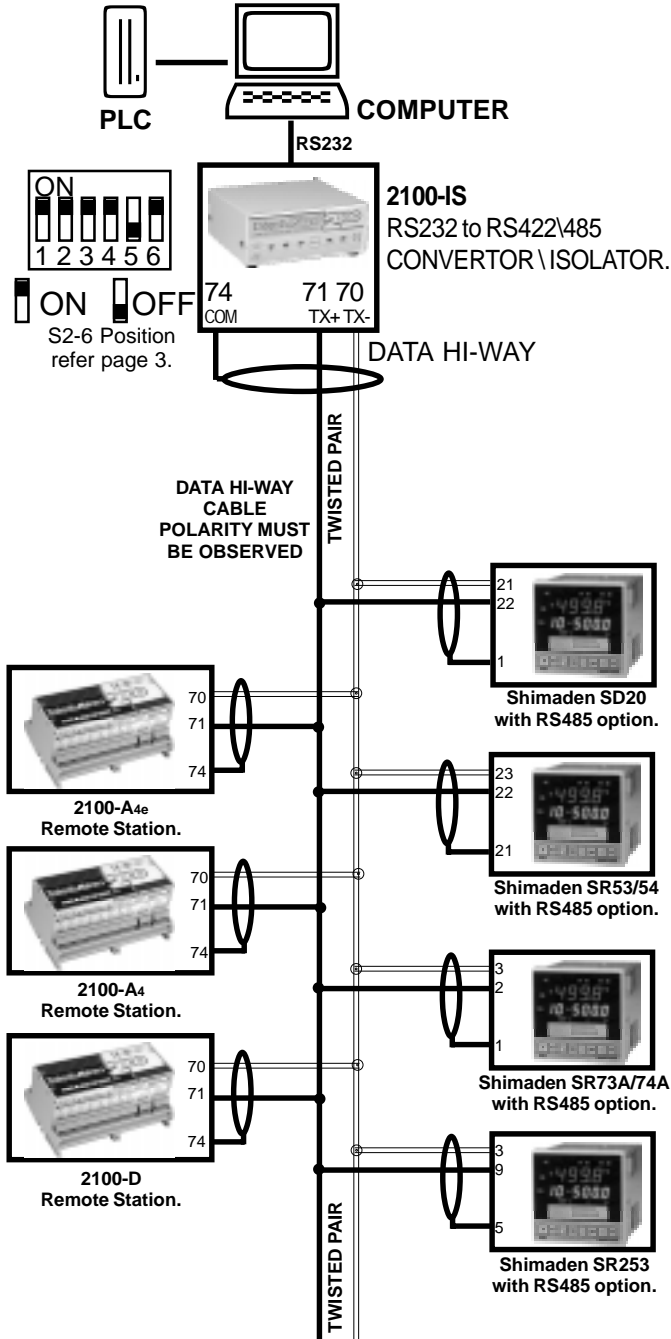 PLC
COMPUTER
RS232
ON
1 2 3 4 5 6
ON OFF
S2-6 Position
refer page 3.
2100-IS
RS232 to RS422\485
CONVERTOR\ISOLATOR.
74 71 70
COM TX+ TX-
DATA HI-WAY
TWISTED PAIR
DATA HI-WAY
CABLE
POLARITY MUST
BE OBSERVED
21
22
1
Shimaden SD20
with RS485 option.
70
71
74
2100-A4e
Remote Station.
23
22
21
Shimaden SR53/54
with RS485 option.
70
71
74
2100-A4
Remote Station.
3
2
1
Shimaden SR73A/74A
with RS485 option.
70
71
74
2100-D
Remote Station.
3
9
5
Shimaden SR253
with RS485 option.
TWISTED PAIR